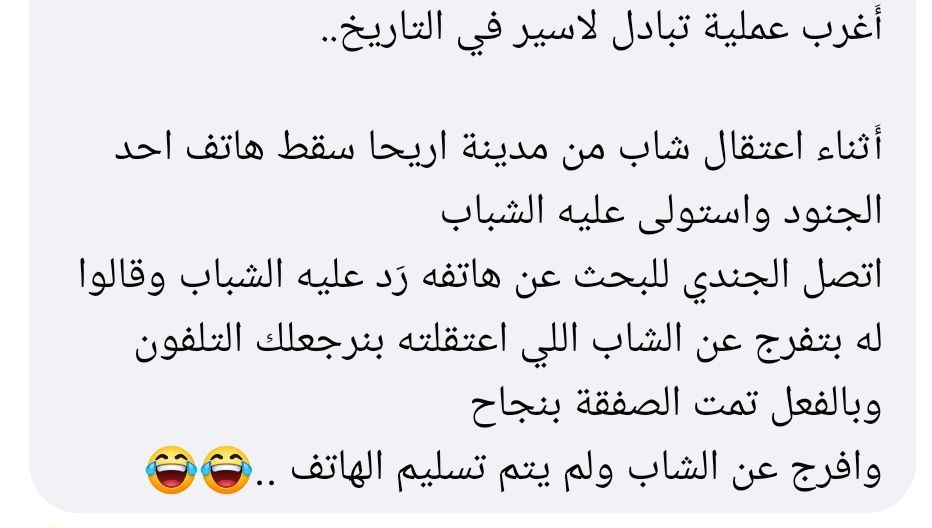 أغرب عملية تبادل لاسير في التاريخ..
أثناء اعتقال شاب من مدينة اريحا سقط هاتف احد
الجنود واستولى عليه الشباب
اتصل الجندي للبحث عن هاتفه رَد عليه الشباب وقالوا
له بتفرج عن الشاب اللي اعتقلته بنرجعلك التلفون
وبالفعل تمت الصفقة بنجاح
وافرج عن الشاب ولم يتم تسليم الهاتف ..😂😂